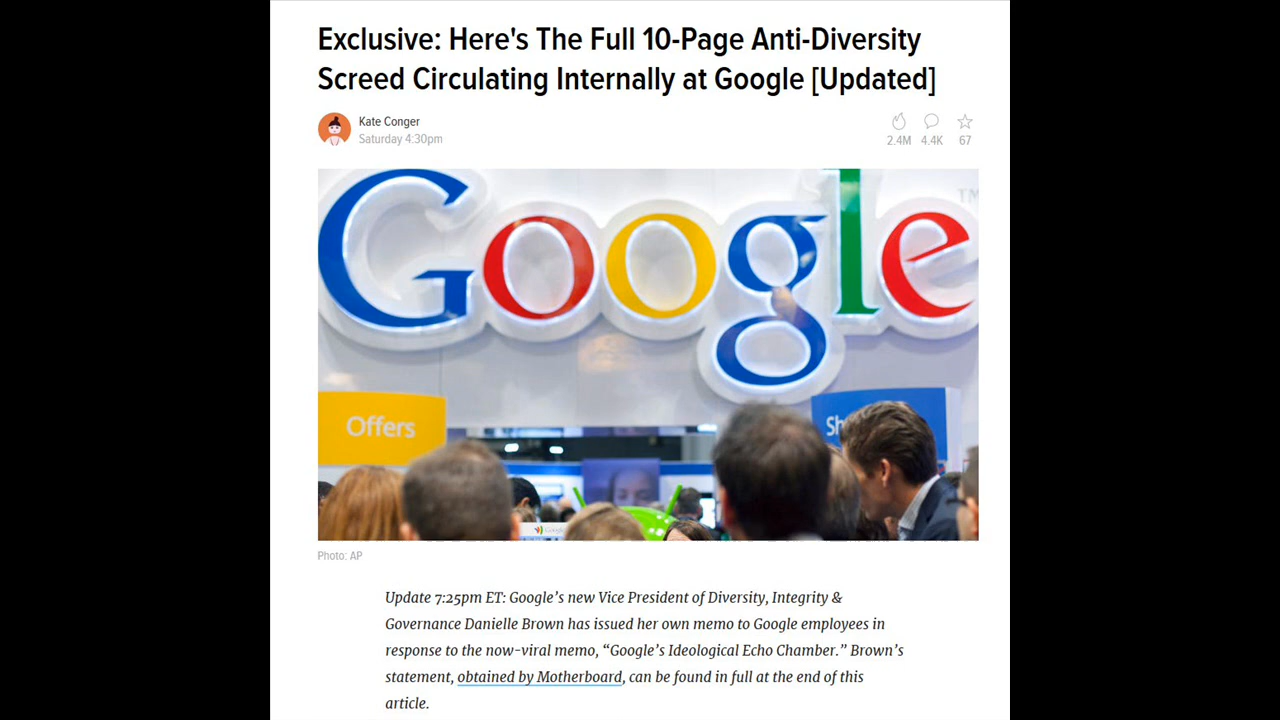 Exclusive: Here's The Full 10-Page Anti-Diversity
Screed Circulating Internally at Google [Updated]
Kate Conger
Saturday 4:30pm
2.4M 4.4K 67
Google
TM
Offers
Sh
Google
Photo: AP
Update 7:25pm ET: Google’s new Vice President of Diversity, Integrity &
Governance Danielle Brown has issued her own memo to Google employees in
response to the now-viral memo, “Google’s Ideological Echo Chamber.” Brown’s
statement, obtained by Motherboard, can be found in full at the end of this
article.